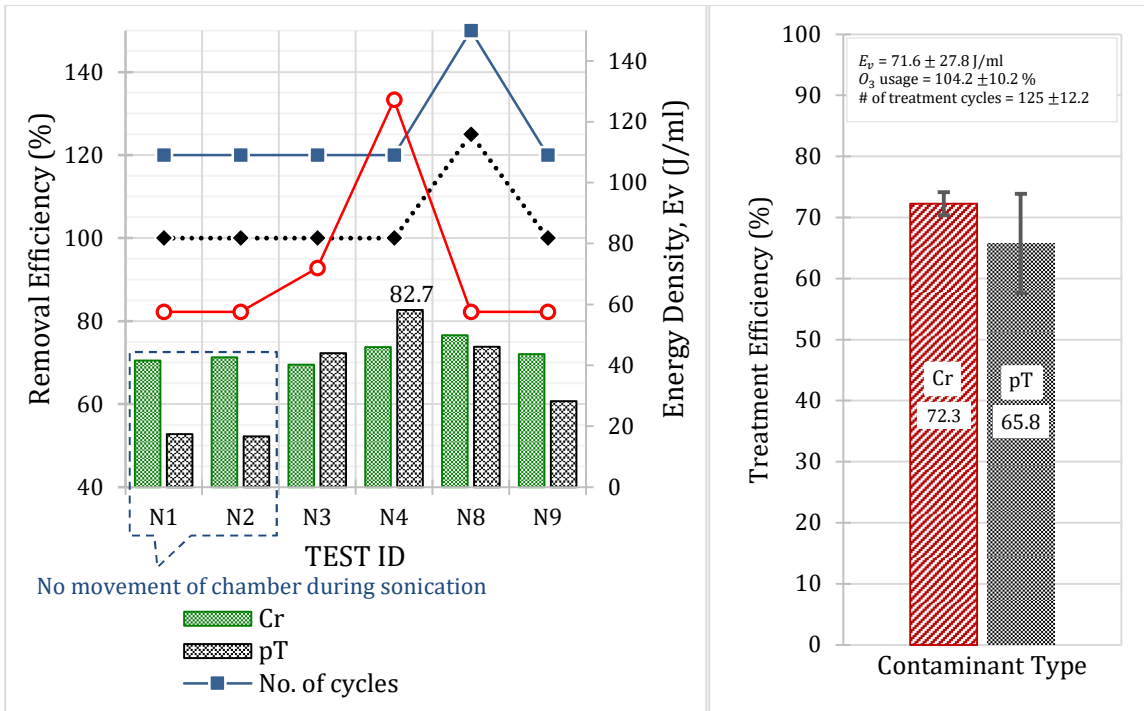 Removal Efficiency (%)
140
120
100
80
60
40
140
120
100
80
60
40
20
0
Energy Density, Ev (J/ml)
82.7
N1 N2 N3 N4 N8 N9
TEST ID
No movement of chamber during sonication
Cr
pT
No. of cycles
Treatment Efficiency (%)
100
90
80
70
60
50
40
30
20
10
0
Eᵥ = 71.6 ± 27.8 J/ml
O₃ usage = 104.2 ±10.2 %
# of treatment cycles = 125 ±12.2
Cr
72.3
pT
65.8
Contaminant Type